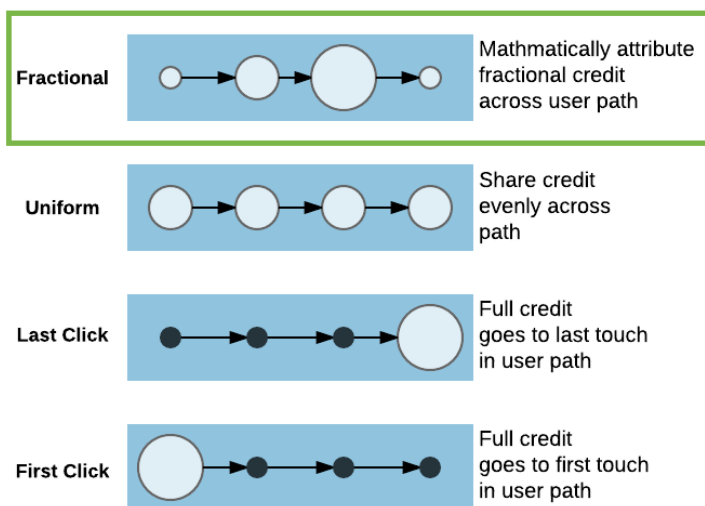 Fractional
Mathmatically attribute
fractional credit
across user path
Uniform
Share credit
evenly across
path
Last Click
Full credit
goes to last touch
in user path
First Click
Full credit
goes to first touch
in user path